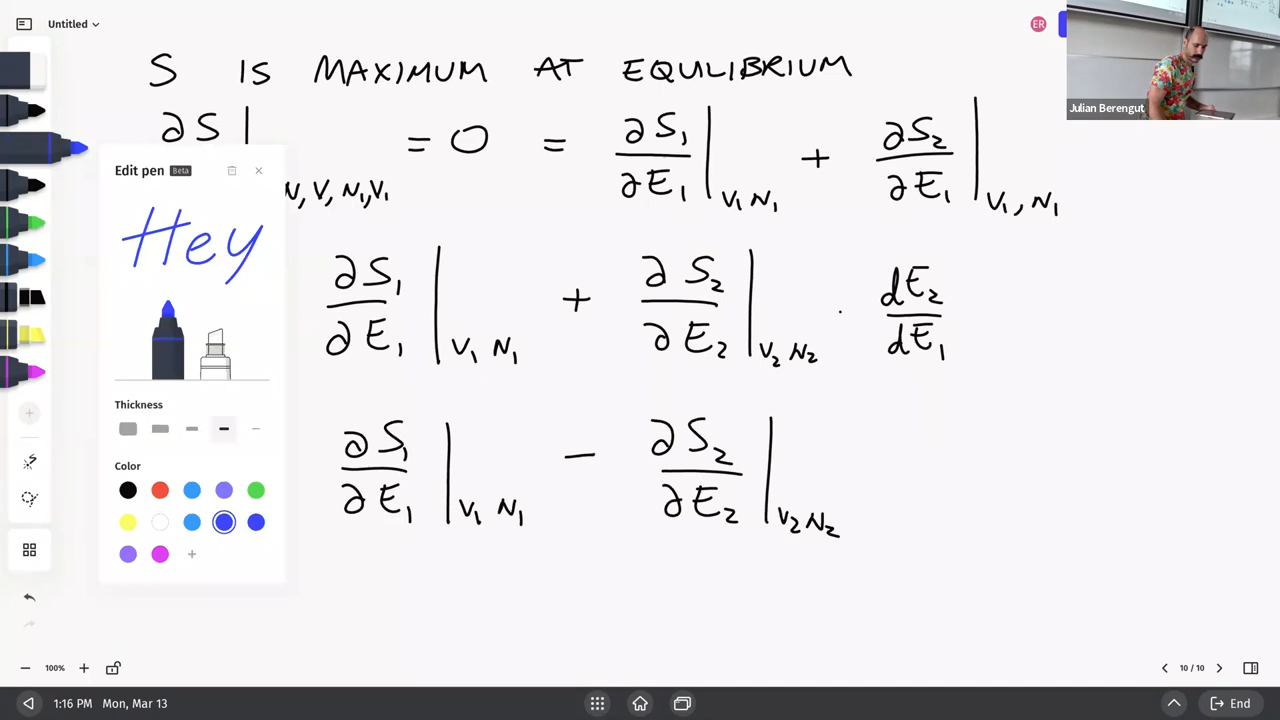 Untitled
ER
Julian Berengut
S IS MAXIMUM AT EQULIBRIUM
∂S | N, V, N₁, V₁ = 0 = ∂S₁/∂E₁ | V₁ N₁ + ∂S₂/∂E₁ | V₁, N₁
Edit pen Beta
Hey
∂S₁/∂E₁ | V₁ N₁ + ∂S₂/∂E₂ | V₂ N₂ · dE₂/dE₁
Thickness
∂S₁/∂E₁ | V₁ N₁ − ∂S₂/∂E₂ | V₂ N₂
Color
100%
10 / 10
1:16 PM Mon, Mar 13
End